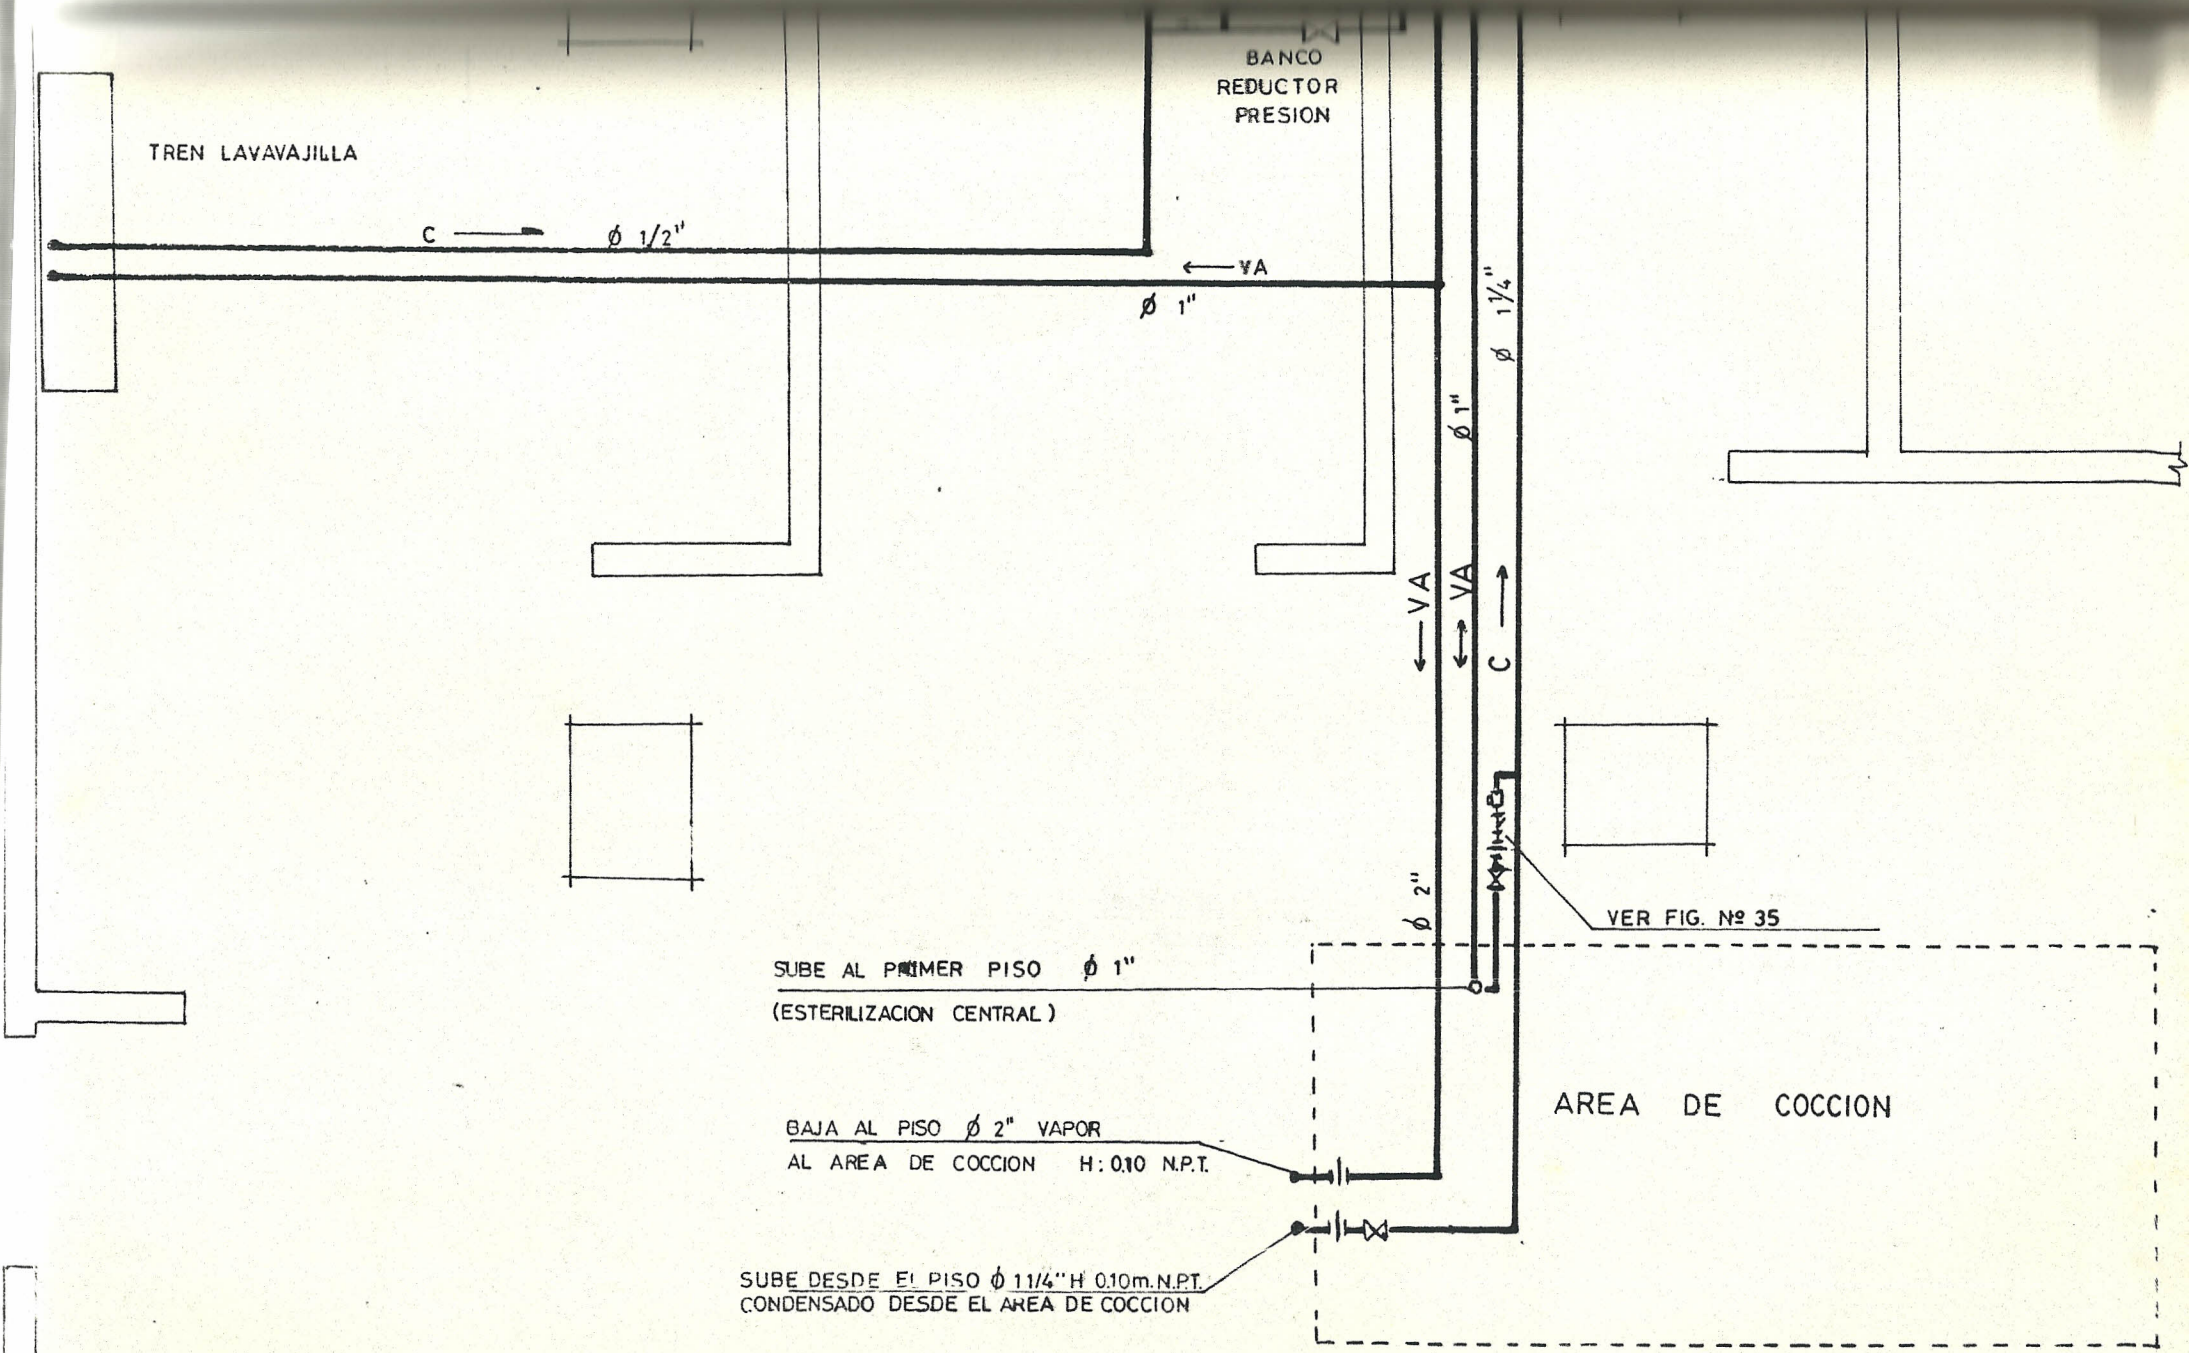 BANCO
REDUCTOR
PRESION
TREN LAVAVAJILLA
C
Ø 1/2"
VA
Ø 1"
Ø 1 1/4"
Ø 1"
VA
VA
C
Ø 2"
VER FIG. Nº 35
SUBE AL PRIMER PISO Ø 1"
(ESTERILIZACION CENTRAL)
AREA DE COCCION
BAJA AL PISO Ø 2" VAPOR
AL AREA DE COCCION H: 0.10 N.P.T.
SUBE DESDE EL PISO Ø 1 1/4" H 0.10m. N.P.T.
CONDENSADO DESDE EL AREA DE COCCION